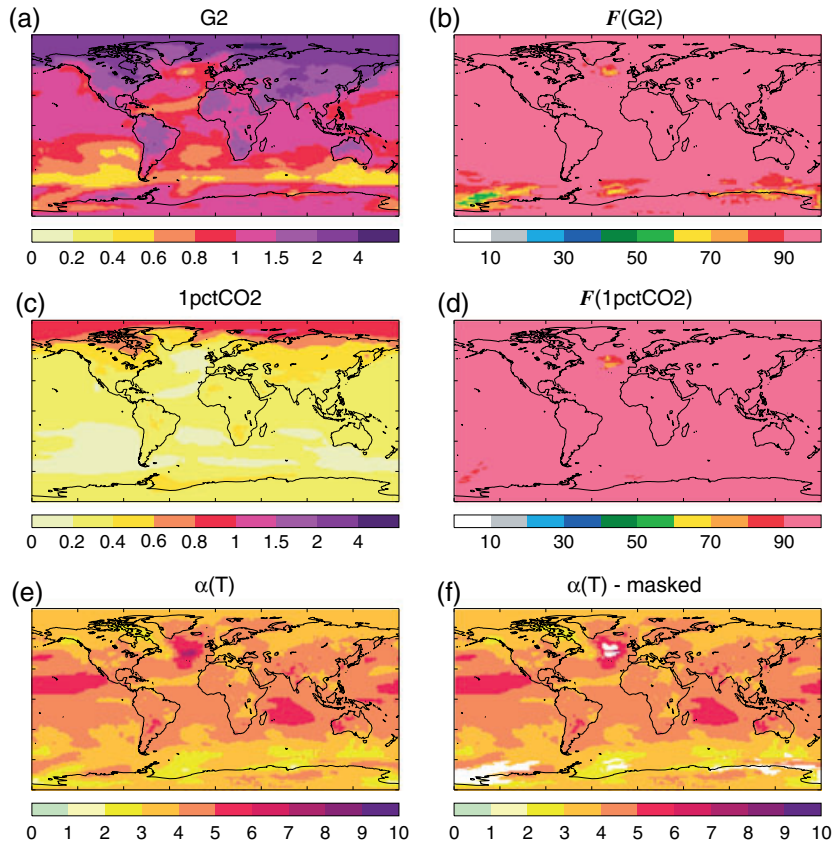 (a) G2
(b) F(G2)
0 0.2 0.4 0.6 0.8 1 1.5 2 4
10 30 50 70 90
(c) 1pctCO2
(d) F(1pctCO2)
0 0.2 0.4 0.6 0.8 1 1.5 2 4
10 30 50 70 90
(e) α(T)
(f) α(T) - masked
0 1 2 3 4 5 6 7 8 9 10
0 1 2 3 4 5 6 7 8 9 10